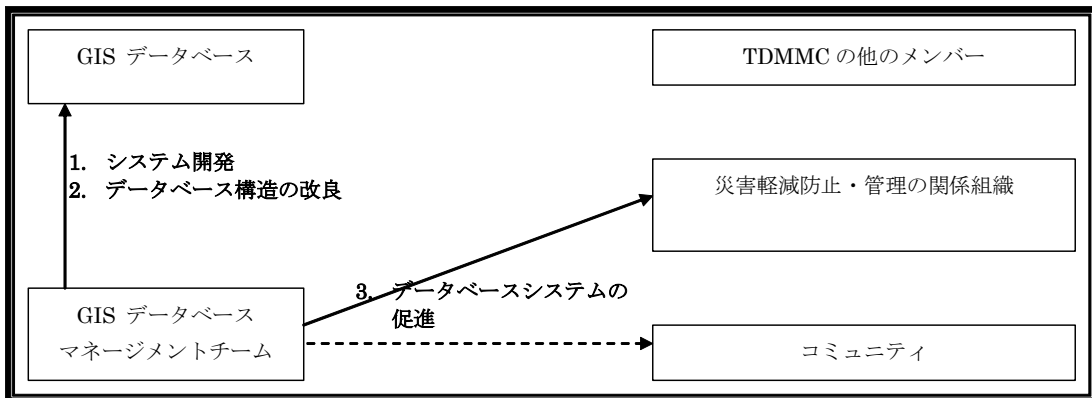 GIS データベース
TDMMC の他のメンバー
1. システム開発
2. データベース構造の改良
災害軽減防止・管理の関係組織
3. データベースシステムの
促進
GIS データベース
マネージメントチーム
コミュニティ